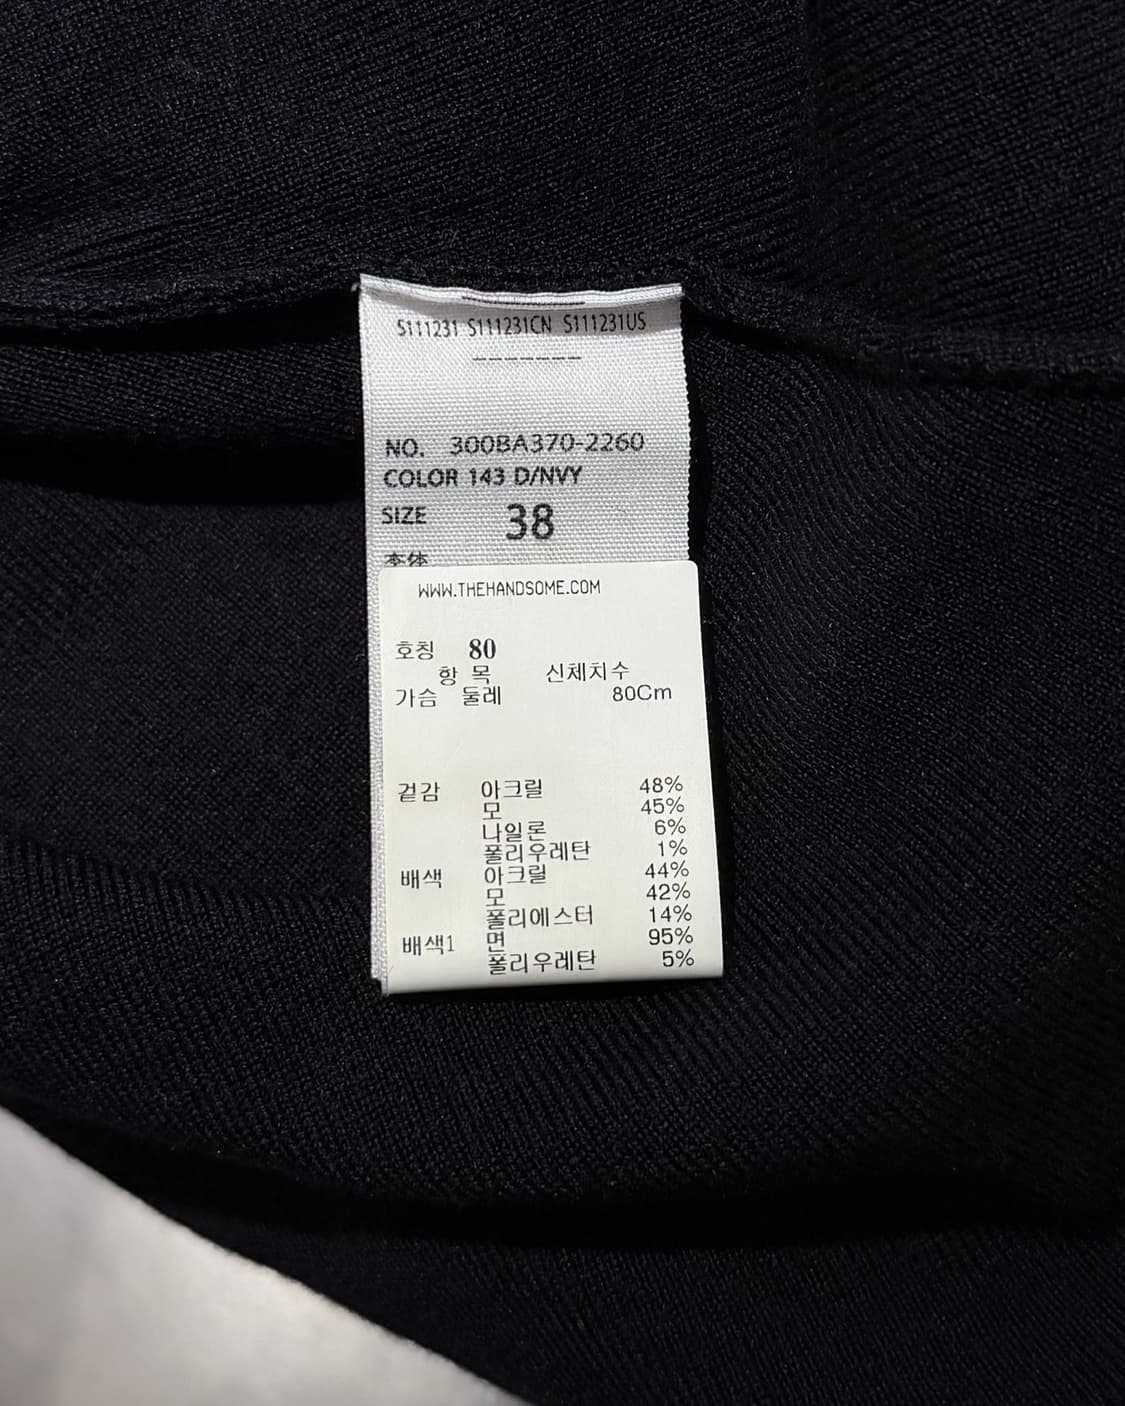 S111231 S111231CN S111231US
-------
NO. 300BA370-2260
COLOR 143 D/NVY
SIZE 38
本体
WWW.THEHANDSOME.COM
호칭 80
항 목 신체치수
가슴 둘레 80Cm
겉감 아크릴 48%
모 45%
나일론 6%
폴리우레탄 1%
배색 아크릴 44%
모 42%
폴리에스터 14%
배색1 면 95%
폴리우레탄 5%